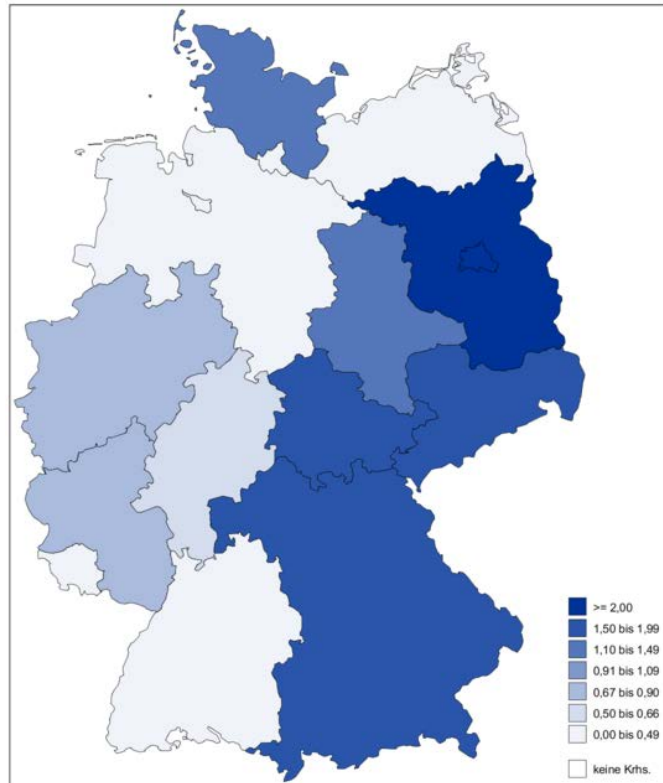 >= 2,00
1,50 bis 1,99
1,10 bis 1,49
0,91 bis 1,09
0,67 bis 0,90
0,50 bis 0,66
0,00 bis 0,49
keine Krhs.